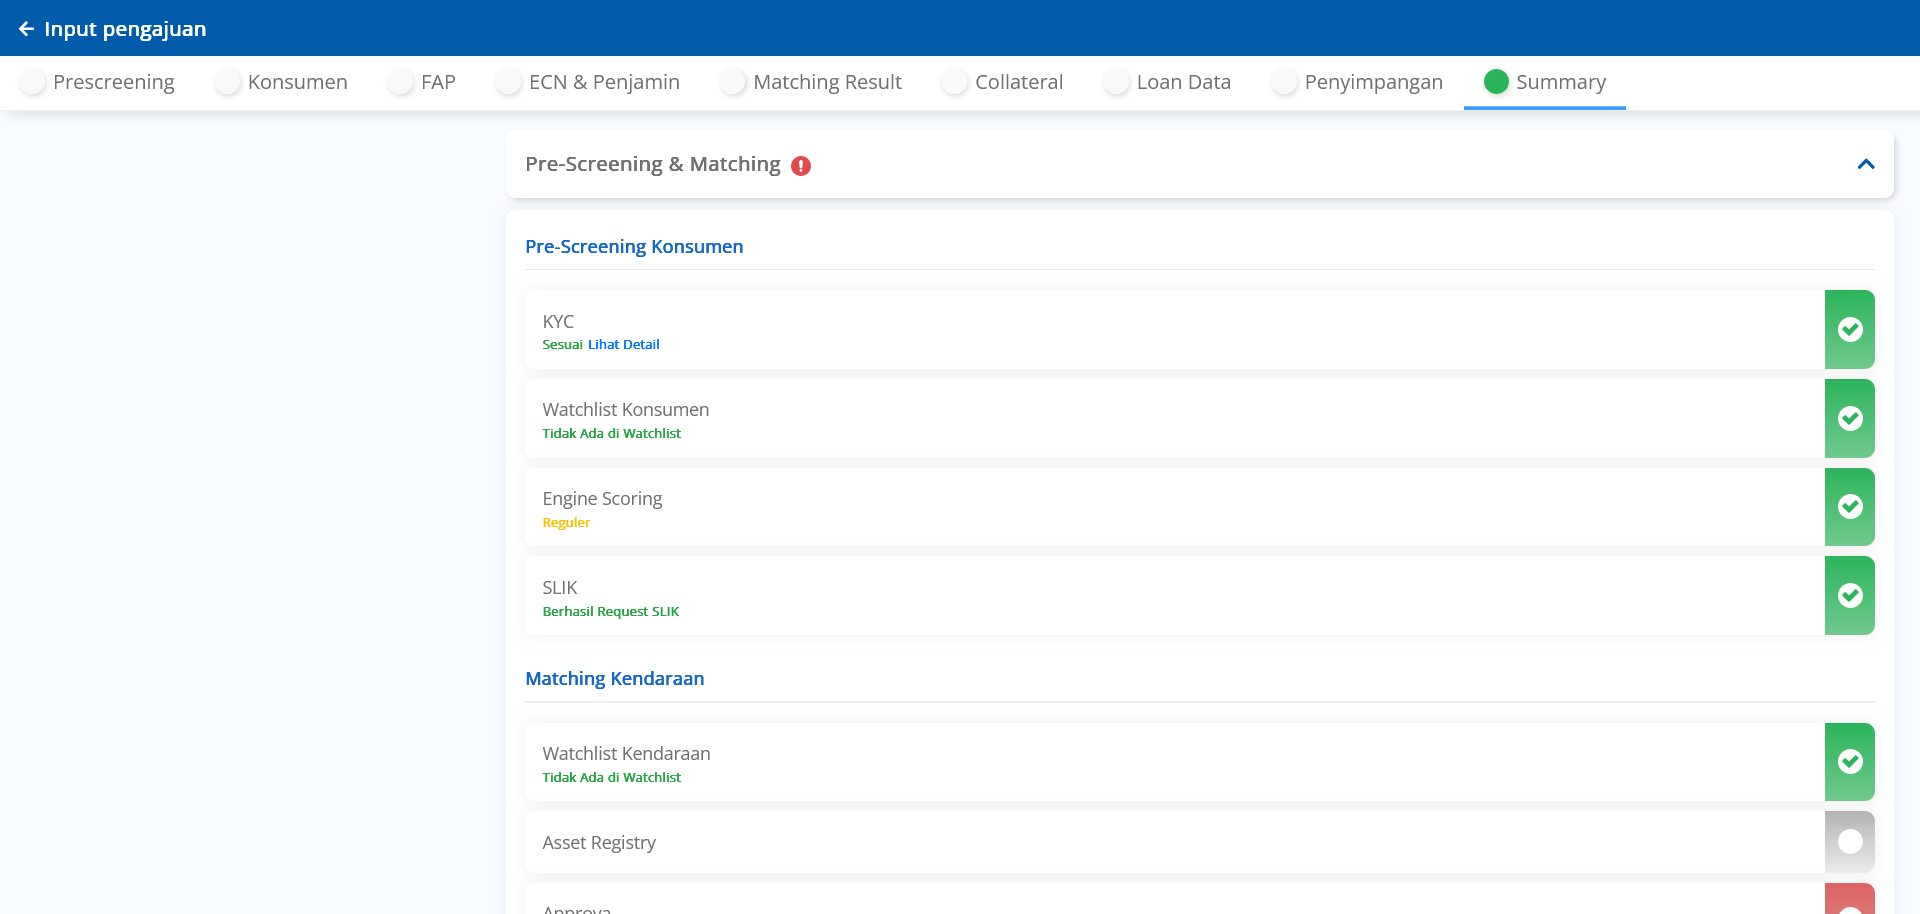 Input pengajuan
Prescreening Konsumen FAP ECN & Penjamin Matching Result Collateral Loan Data Penyimpangan Summary
Pre-Screening & Matching
Pre-Screening Konsumen
KYC
Sesuai Lihat Detail
Watchlist Konsumen
Tidak Ada di Watchlist
Engine Scoring
Reguler
SLIK
Berhasil Request SLIK
Matching Kendaraan
Watchlist Kendaraan
Tidak Ada di Watchlist
Asset Registry